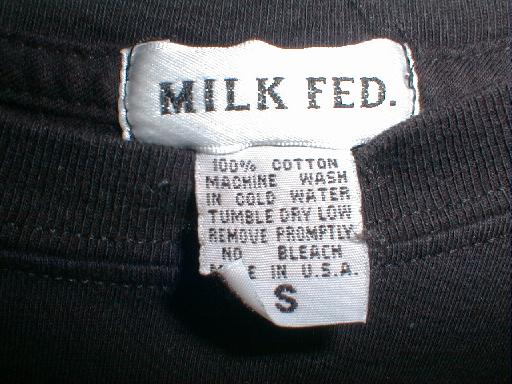 MILK FED.
100% COTTON
MACHINE WASH
IN COLD WATER
TUMBLE DRY LOW
REMOVE PROMPTLY
NO BLEACH
IN U.S.A.
S